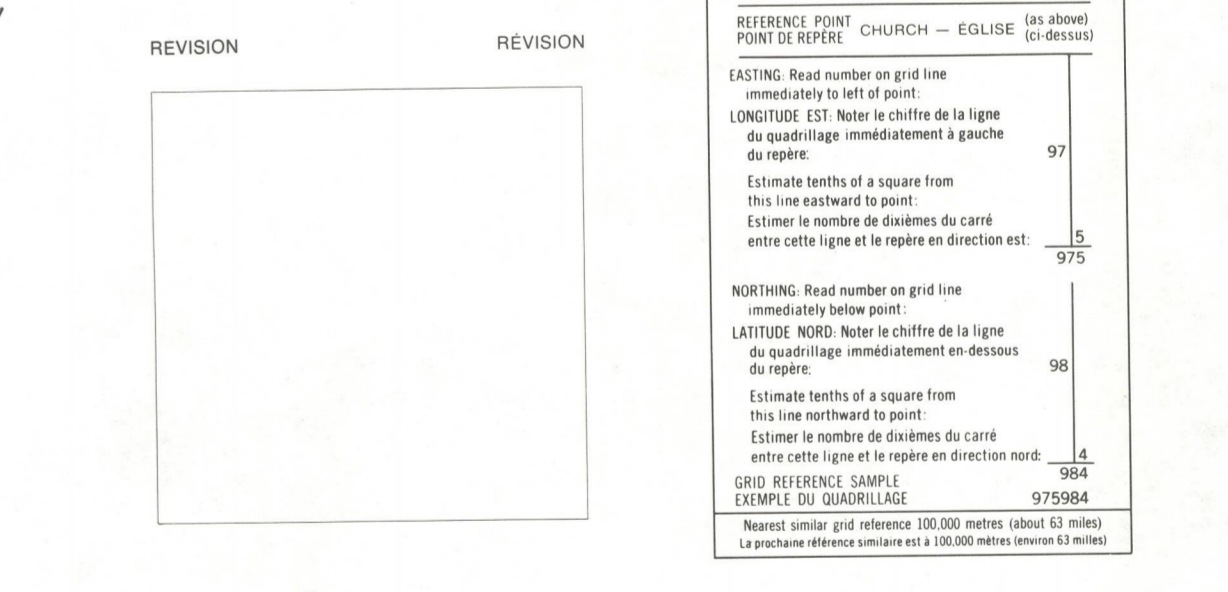 REVISION
RÉVISION
REFERENCE POINT
POINT DE REPÈRE
CHURCH — ÉGLISE
(as above)
(ci-dessus)
EASTING: Read number on grid line
immediately to left of point:
LONGITUDE EST: Noter le chiffre de la ligne
du quadrillage immédiatement à gauche
du repère: 97
Estimate tenths of a square from
this line eastward to point:
Estimer le nombre de dixièmes du carré
entre cette ligne et le repère en direction est: 5
975
NORTHING: Read number on grid line
immediately below point:
LATITUDE NORD: Noter le chiffre de la ligne
du quadrillage immédiatement en-dessous
du repère: 98
Estimate tenths of a square from
this line northward to point:
Estimer le nombre de dixièmes du carré
entre cette ligne et le repère en direction nord: 4
984
GRID REFERENCE SAMPLE
EXEMPLE DU QUADRILLAGE 975984
Nearest similar grid reference 100,000 metres (about 63 miles)
La prochaine référence similaire est à 100,000 mètres (environ 63 milles)